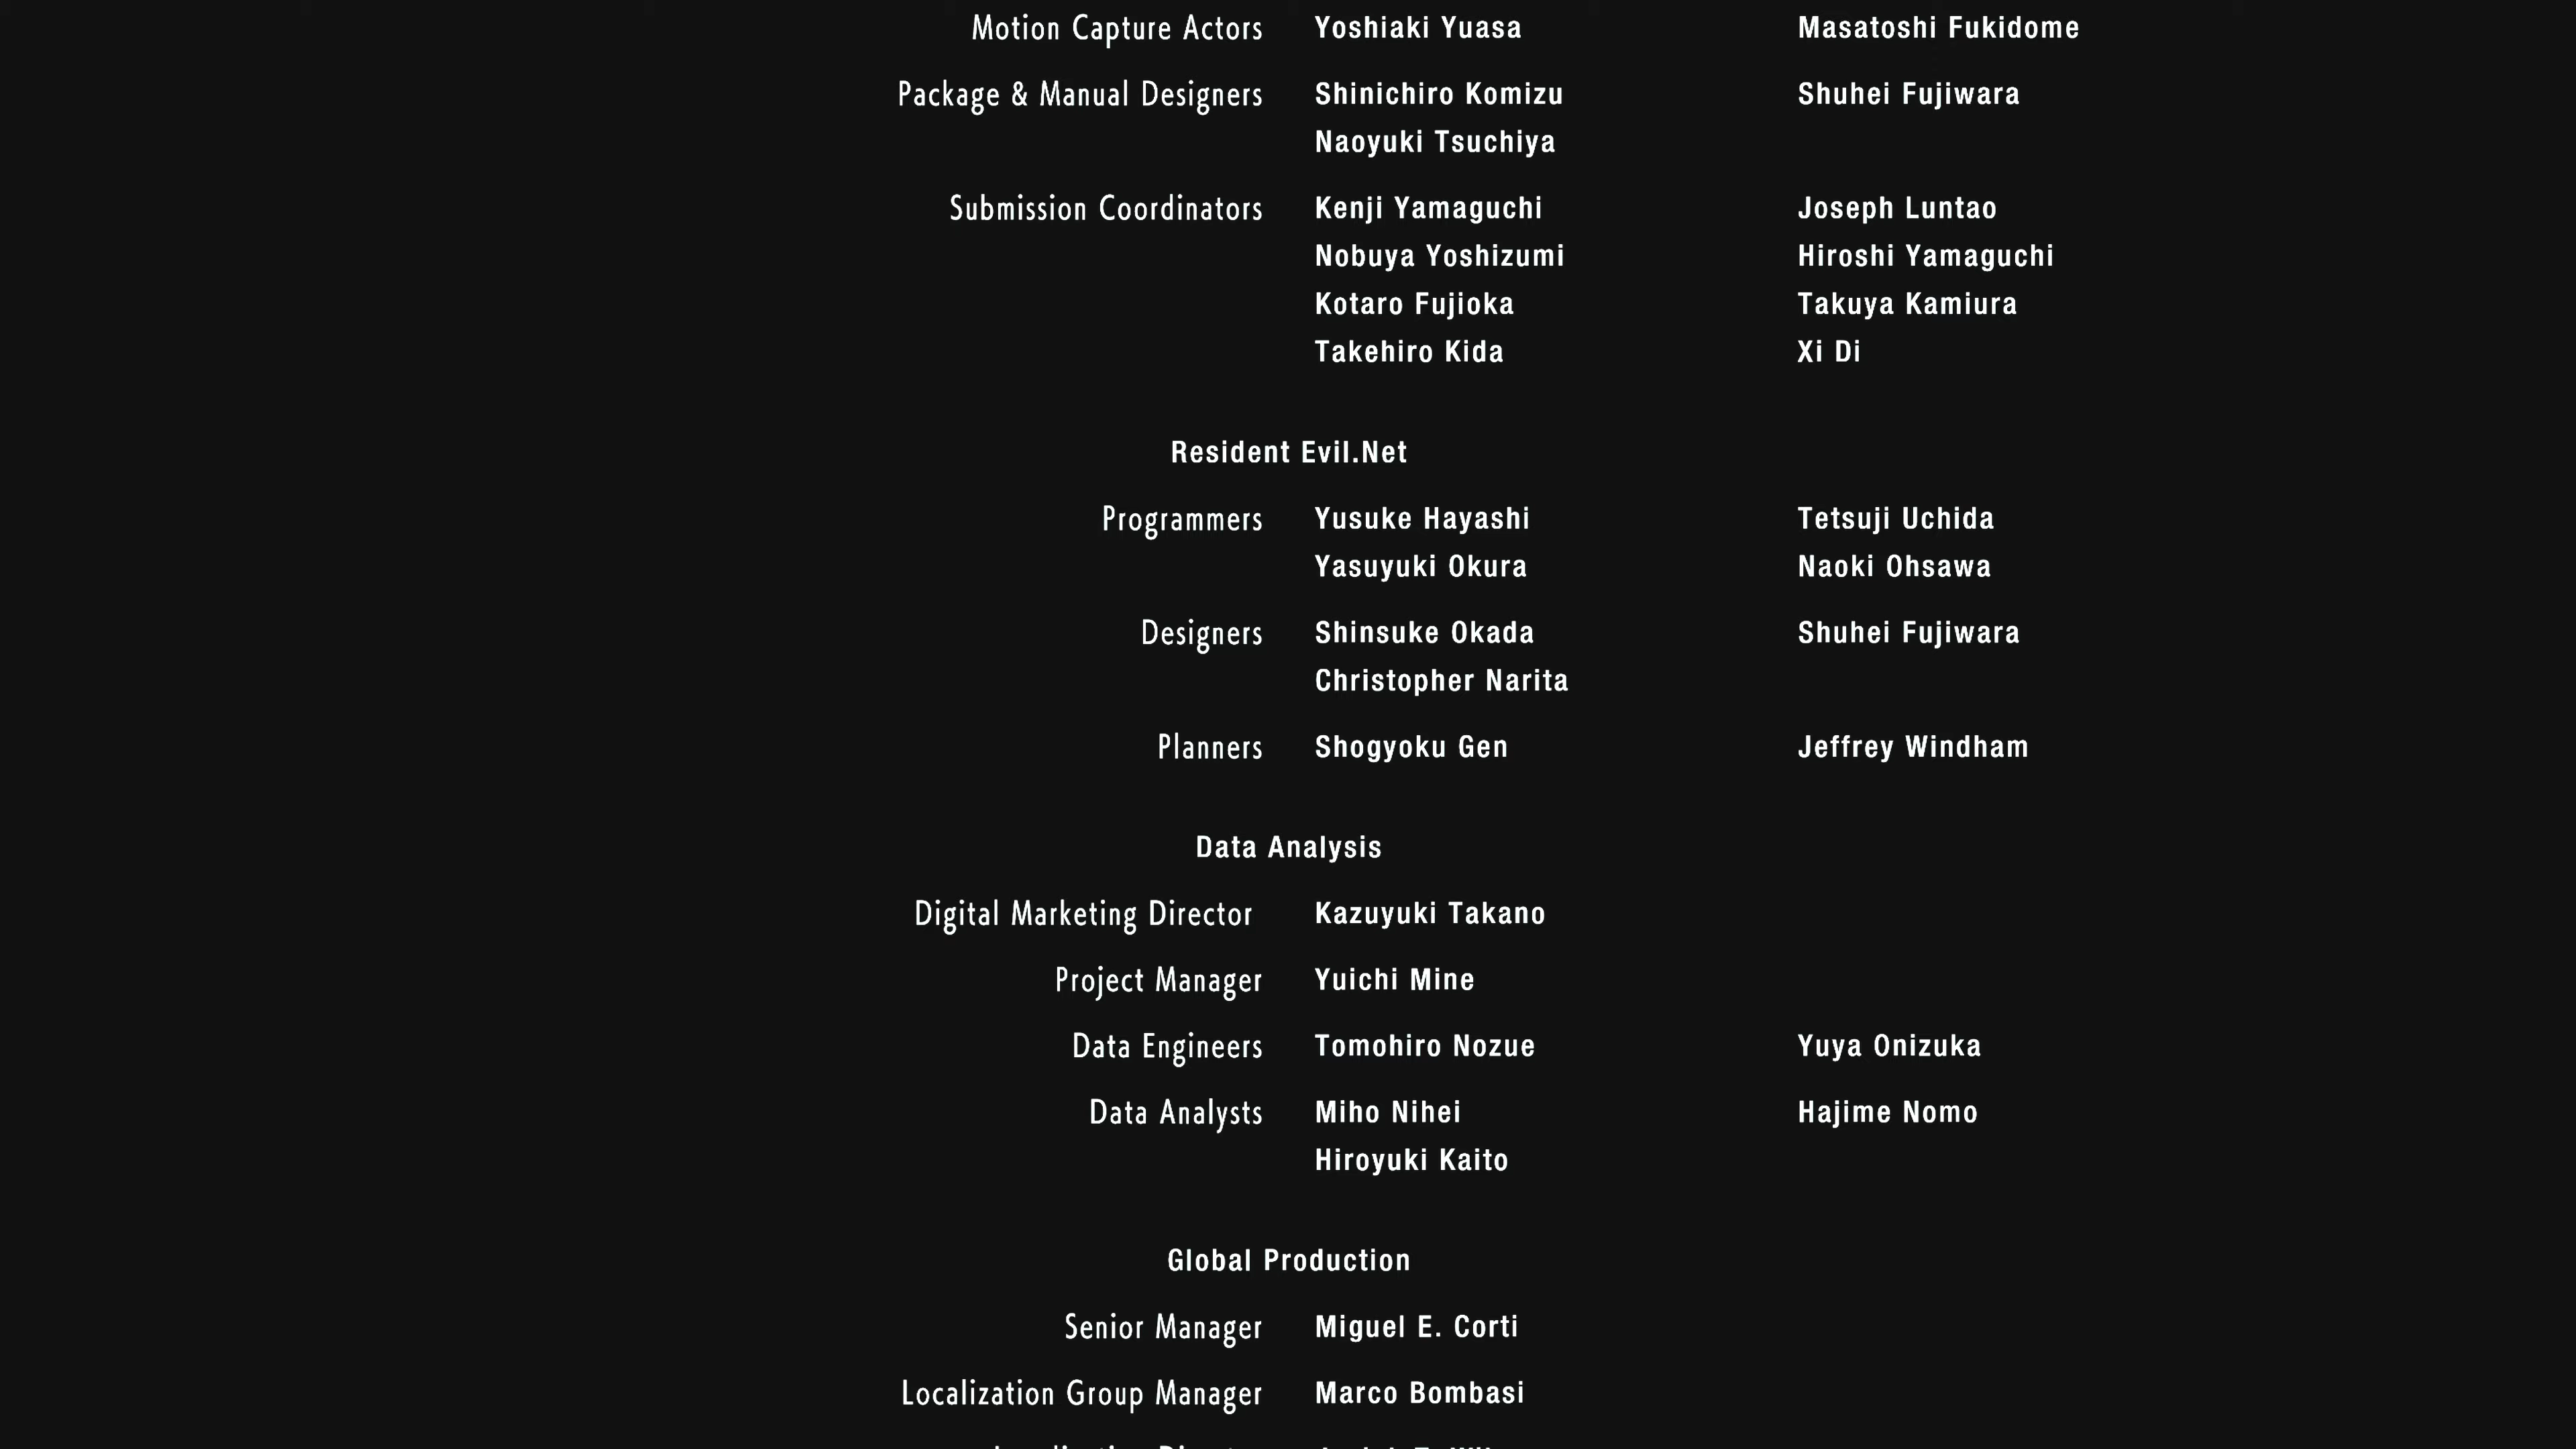 Motion Capture Actors Yoshiaki Yuasa Masatoshi Fukidome
Package & Manual Designers Shinichiro Komizu Shuhei Fujiwara
Naoyuki Tsuchiya
Submission Coordinators Kenji Yamaguchi Joseph Luntao
Nobuya Yoshizumi Hiroshi Yamaguchi
Kotaro Fujioka Takuya Kamiura
Takehiro Kida Xi Di
Resident Evil.Net
Programmers Yusuke Hayashi Tetsuji Uchida
Yasuyuki Okura Naoki Ohsawa
Designers Shinsuke Okada Shuhei Fujiwara
Christopher Narita
Planners Shogyoku Gen Jeffrey Windham
Data Analysis
Digital Marketing Director Kazuyuki Takano
Project Manager Yuichi Mine
Data Engineers Tomohiro Nozue Yuya Onizuka
Data Analysts Miho Nihei Hajime Nomo
Hiroyuki Kaito
Global Production
Senior Manager Miguel E. Corti
Localization Group Manager Marco Bombasi